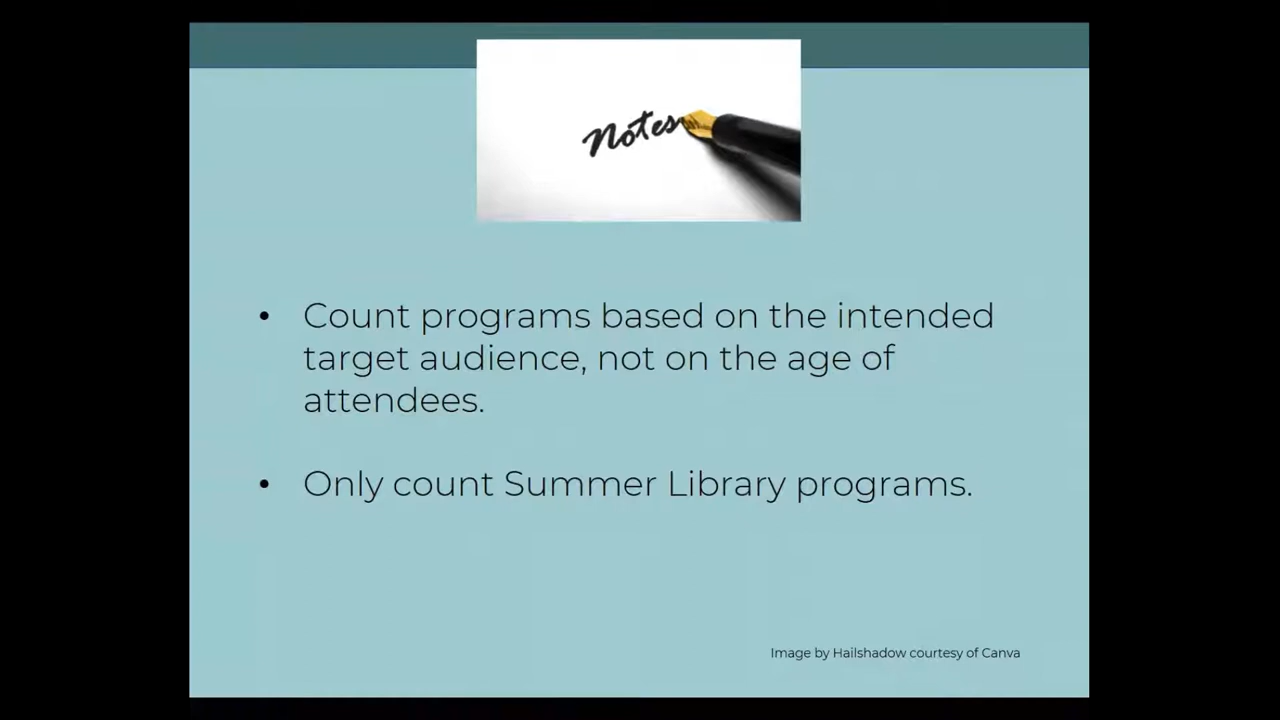 Notes
• Count programs based on the intended
target audience, not on the age of
attendees.
• Only count Summer Library programs.
Image by Hailshadow courtesy of Canva